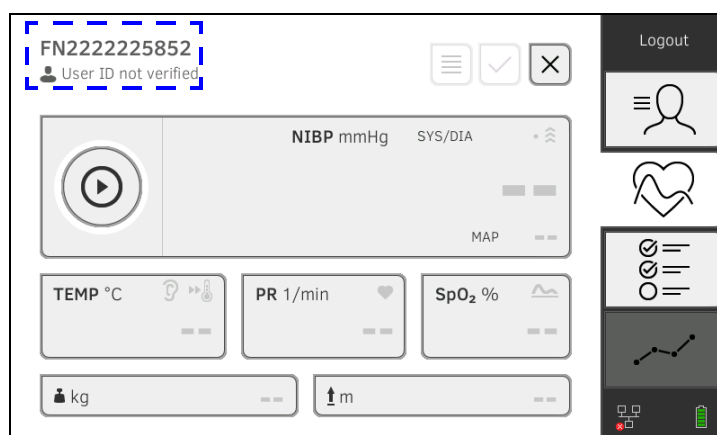 FN2222225852
User ID not verified
Logout
NIBP mmHg SYS/DIA
-- --
MAP --
TEMP °C
--
PR 1/min
--
SpO₂ %
--
kg --
m --